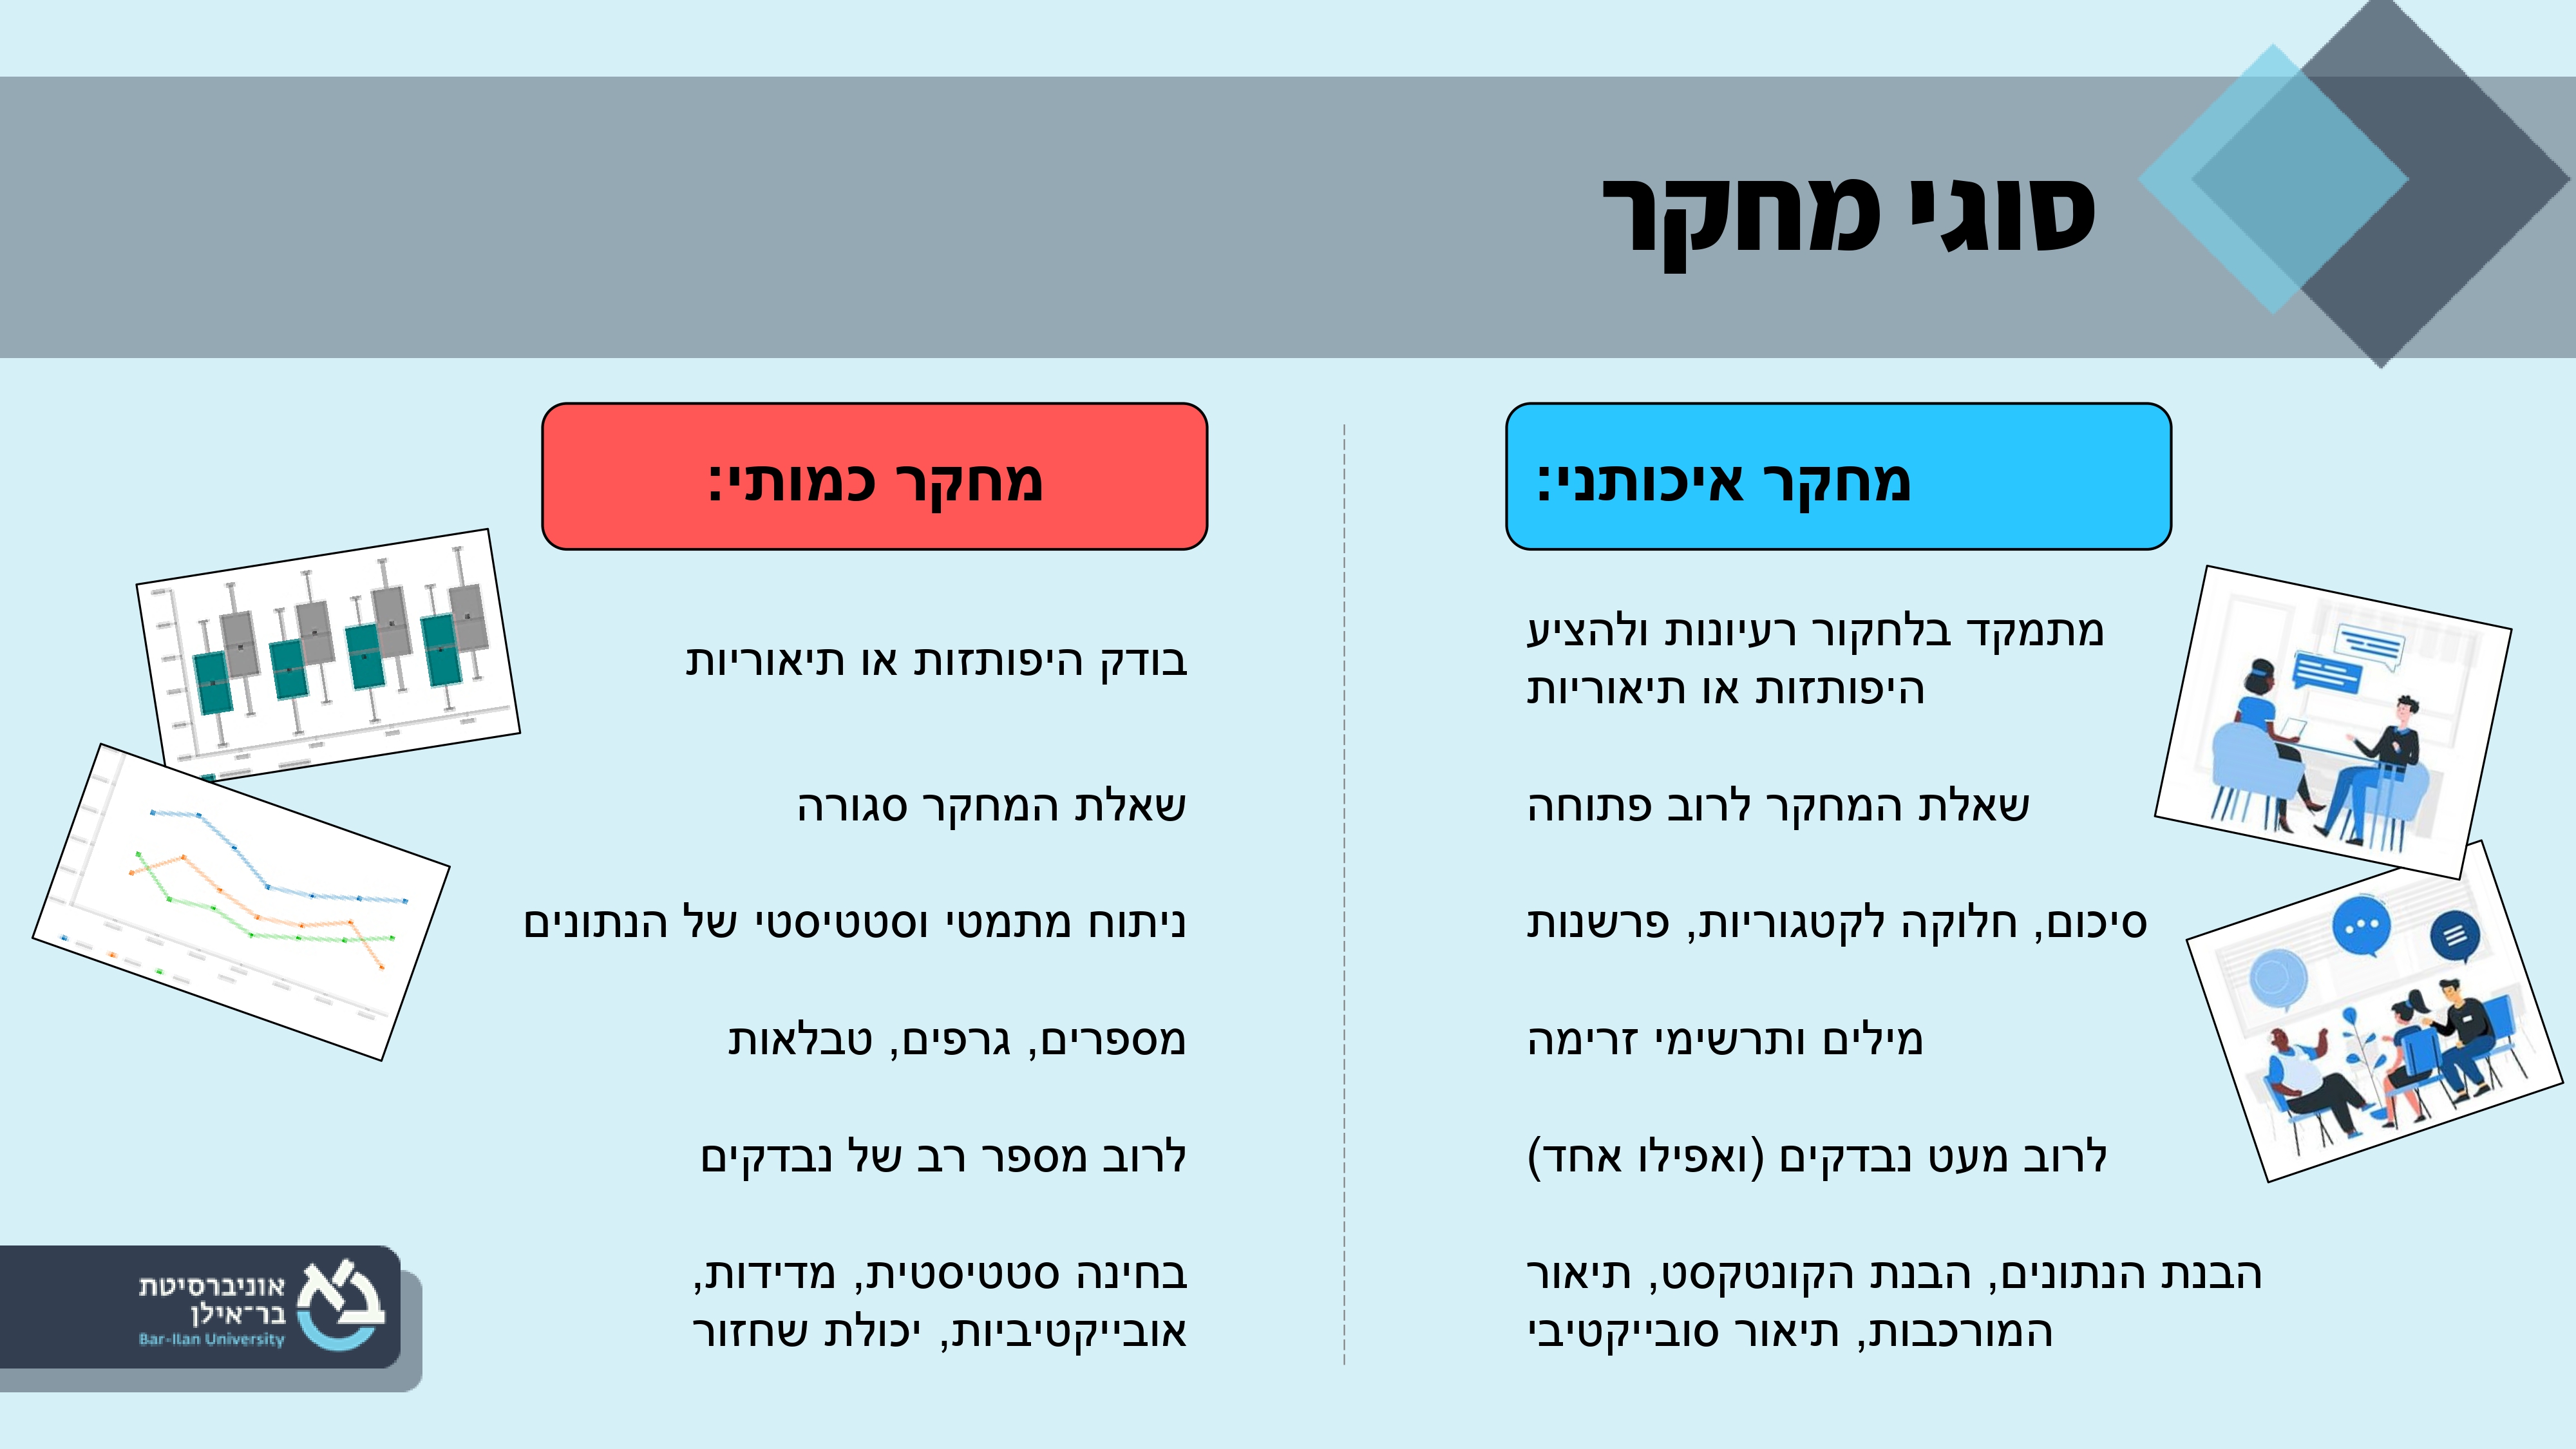 סוגי מחקר
מחקר איכותני:
מתמקד בלחקור רעיונות ולהציע
היפותזות או תיאוריות
שאלת המחקר לרוב פתוחה
סיכום, חלוקה לקטגוריות, פרשנות
מילים ותרשימי זרימה
לרוב מעט נבדקים (ואפילו אחד)
הבנת הנתונים, הבנת הקונטקסט, תיאור
המורכבות, תיאור סובייקטיבי
מחקר כמותי:
בודק היפותזות או תיאוריות
שאלת המחקר סגורה
ניתוח מתמטי וסטטיסטי של הנתונים
מספרים, גרפים, טבלאות
לרוב מספר רב של נבדקים
בחינה סטטיסטית, מדידות,
אובייקטיביות, יכולת שחזור
אוניברסיטת
בר־אילן
Bar-Ilan University